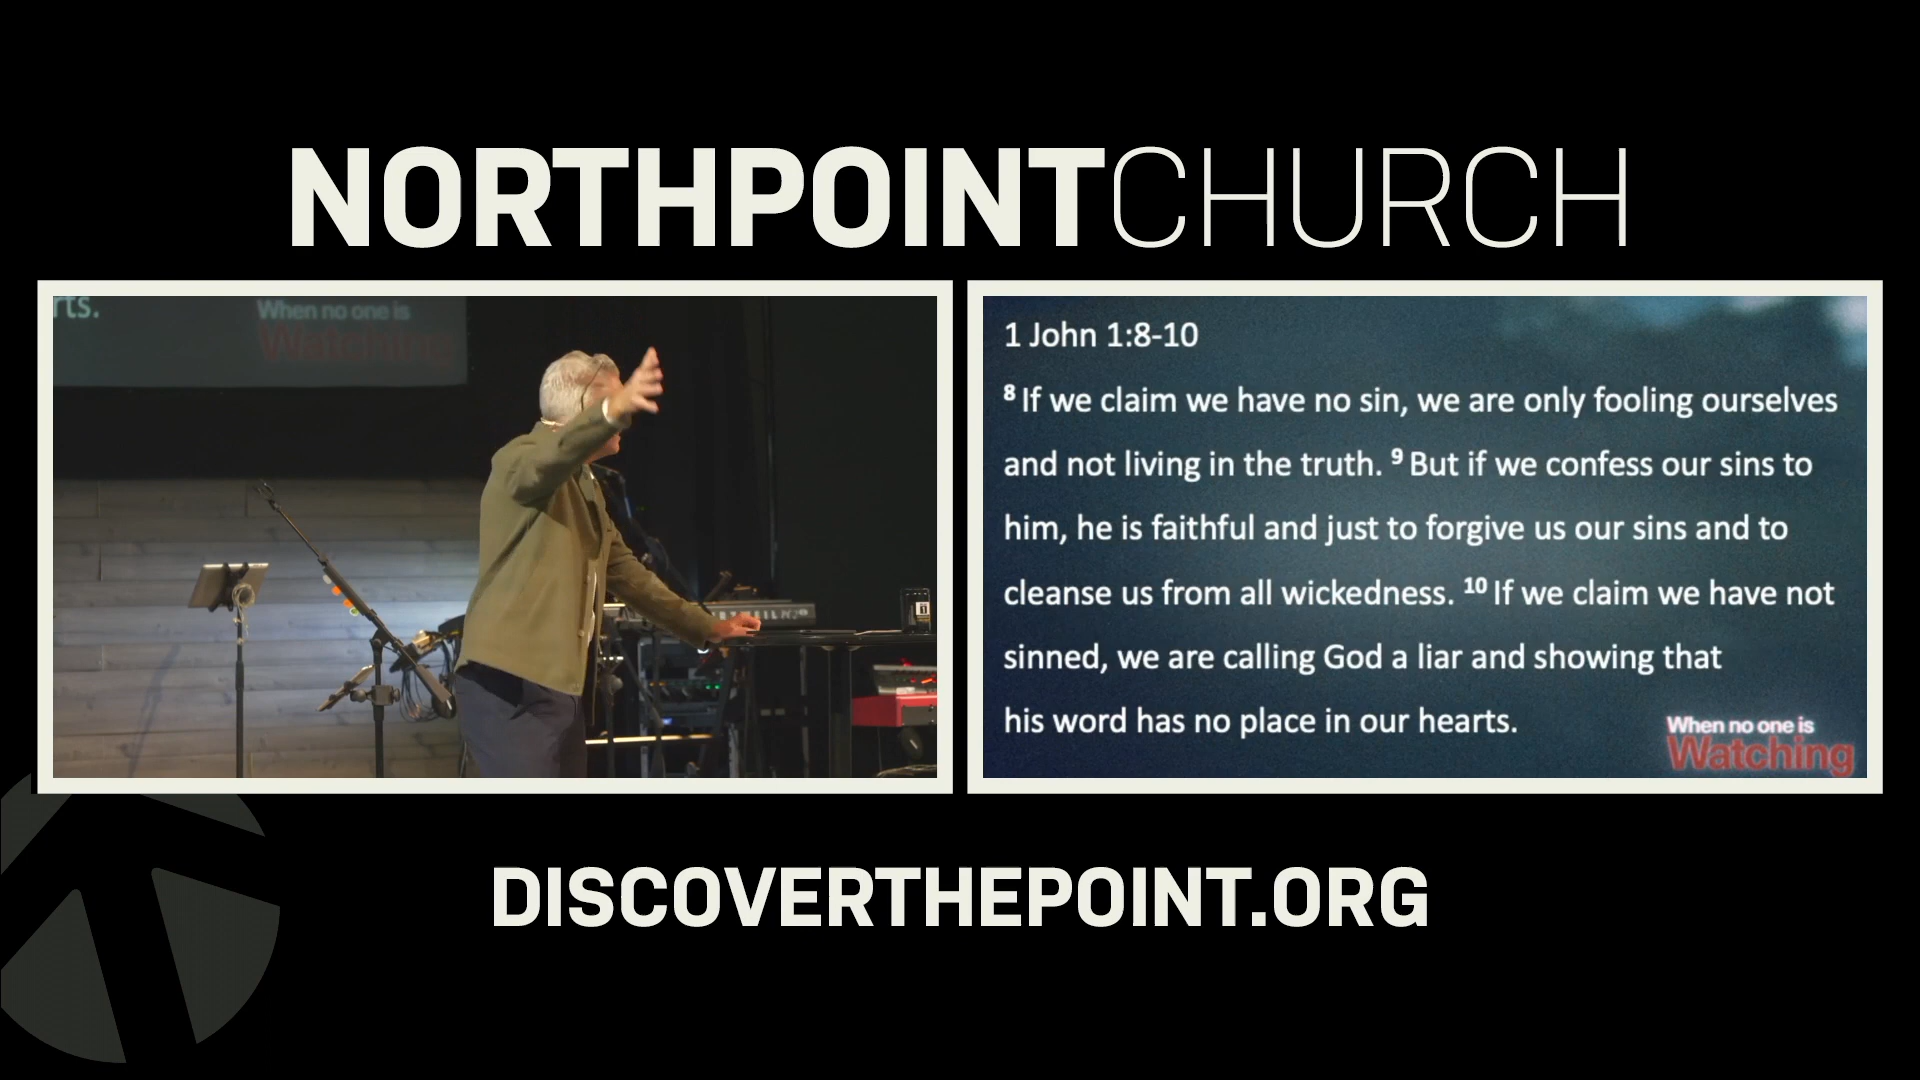 NORTHPOINTCHURCH
rts.
When no one is
Watching
1 John 1:8-10
8 If we claim we have no sin, we are only fooling ourselves
and not living in the truth. 9 But if we confess our sins to
him, he is faithful and just to forgive us our sins and to
cleanse us from all wickedness. 10 If we claim we have not
sinned, we are calling God a liar and showing that
his word has no place in our hearts.
When no one is
Watching
DISCOVERTHEPOINT.ORG